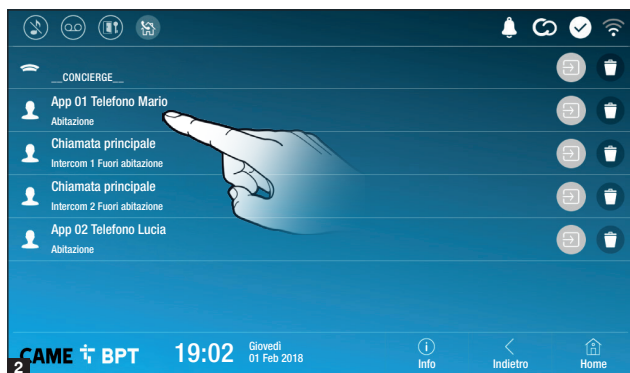 __CONCIERGE__
App 01 Telefono Mario
Abitazione
Chiamata principale
Intercom 1 Fuori abitazione
Chiamata principale
Intercom 2 Fuori abitazione
App 02 Telefono Lucia
Abitazione
CAME BPT
19:02
Giovedì
01 Feb 2018
Info
Indietro
Home
2